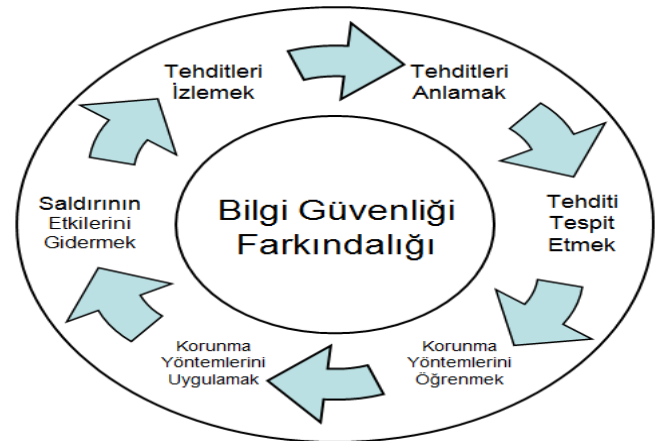 Tehditleri
İzlemek
Tehditleri
Anlamak
Tehditi
Tespit
Etmek
Korunma
Yöntemlerini
Öğrenmek
Korunma
Yöntemlerini
Uygulamak
Saldırının
Etkilerini
Gidermek
Bilgi Güvenliği
Farkındalığı